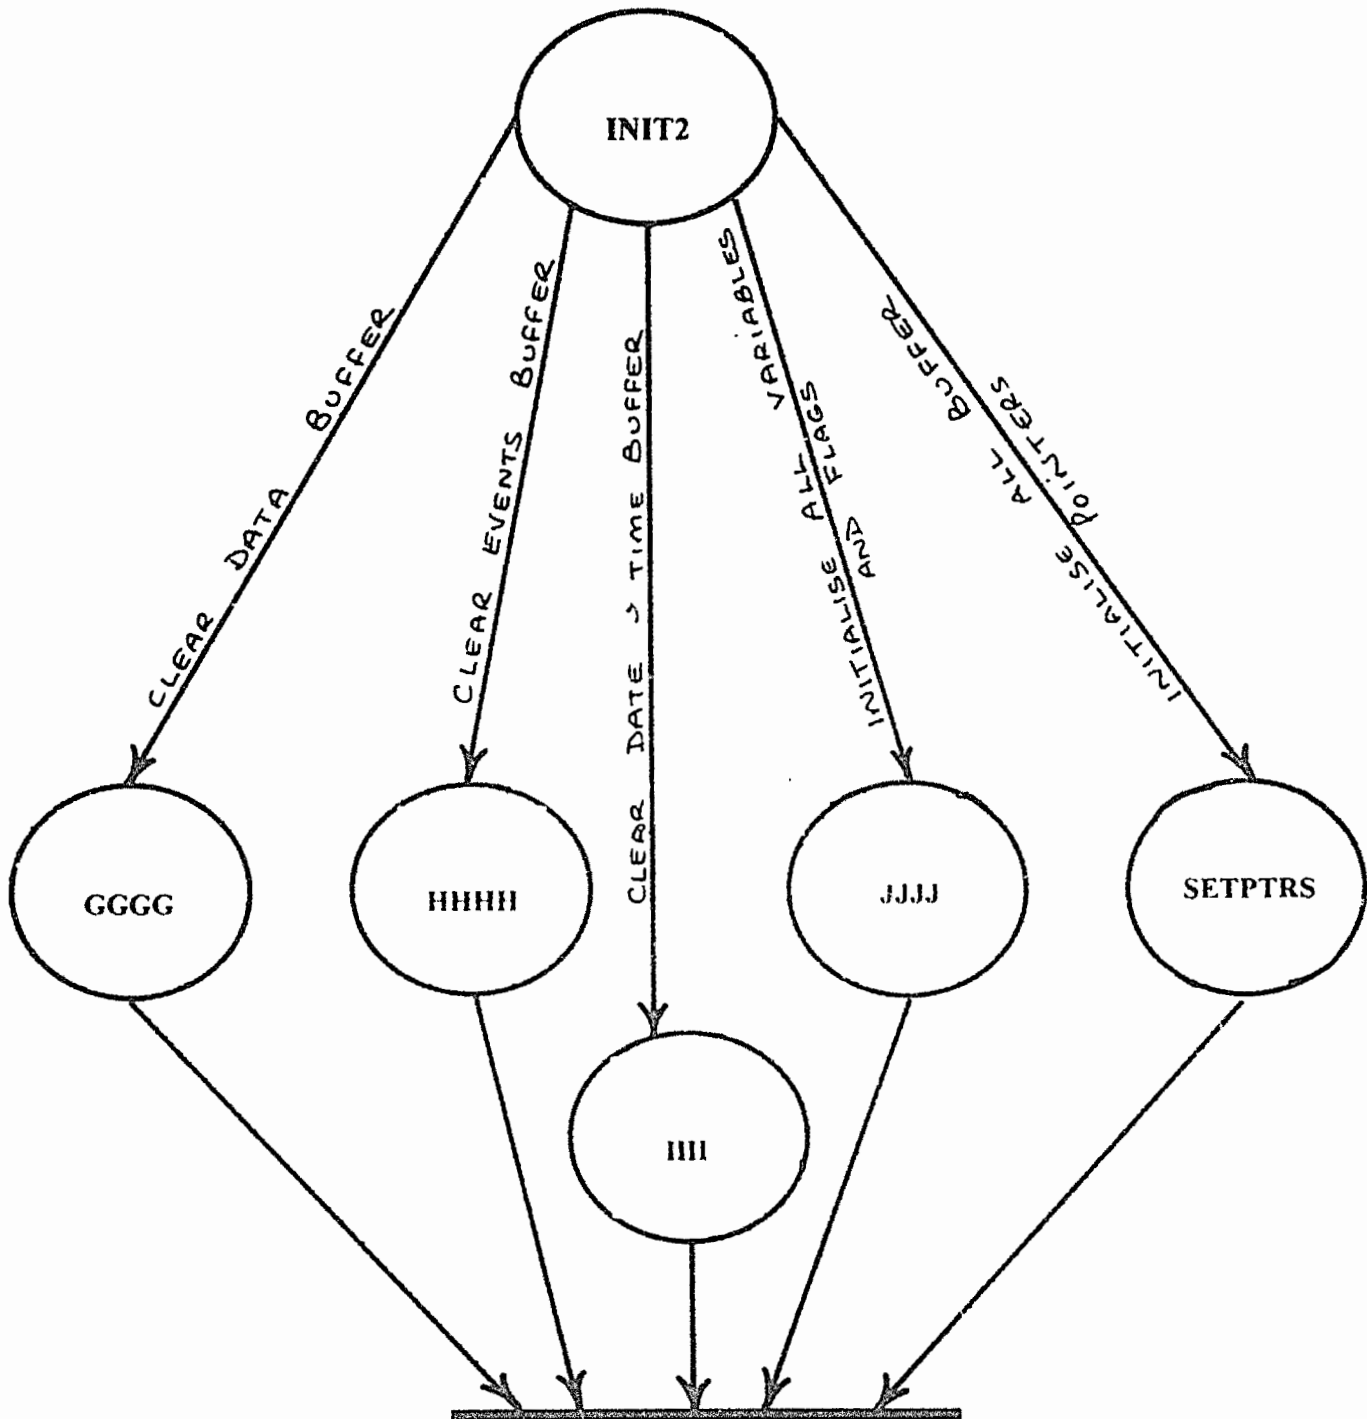 INIT2
CLEAR DATA BUFFER
CLEAR EVENTS BUFFER
CLEAR DATE , TIME BUFFER
INITIALISE ALL VARIABLES
AND FLAGS
INITIALISE ALL BUFFER
POINTERS
GGGG
HHHH
JJJJ
SETPTRS
IIII